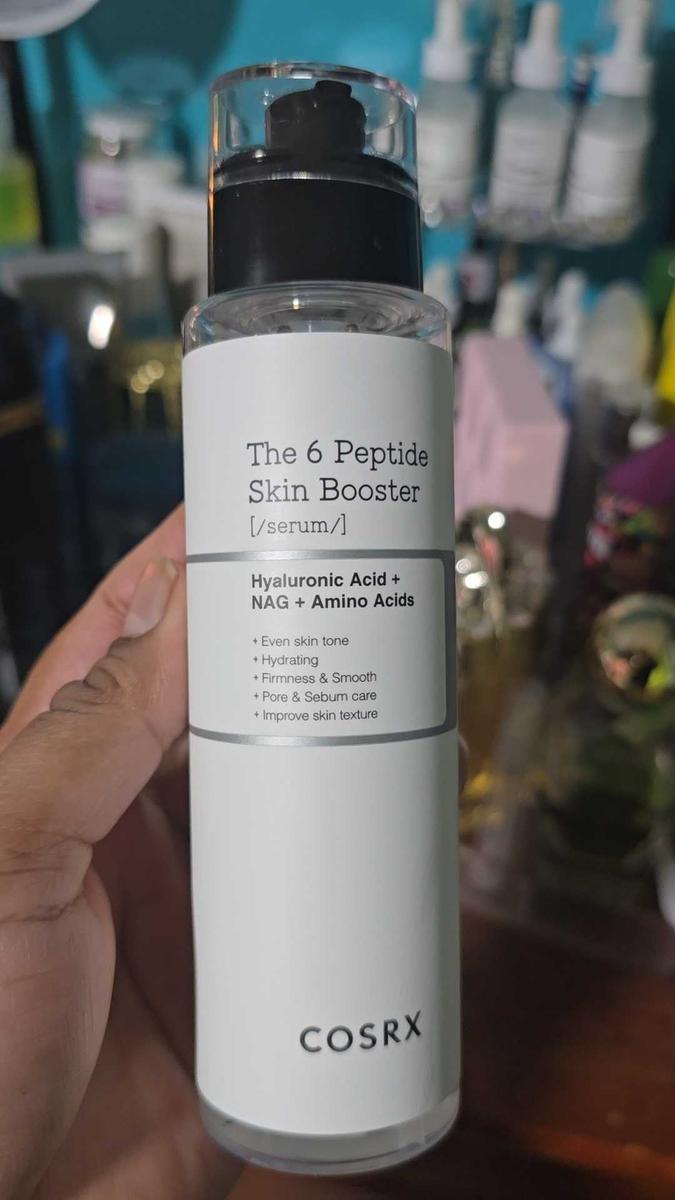 The 6 Peptide
Skin Booster
[/serum/]
Hyaluronic Acid +
NAG + Amino Acids
+ Even skin tone
+ Hydrating
+ Firmness & Smooth
+ Pore & Sebum care
+ Improve skin texture
COSRX